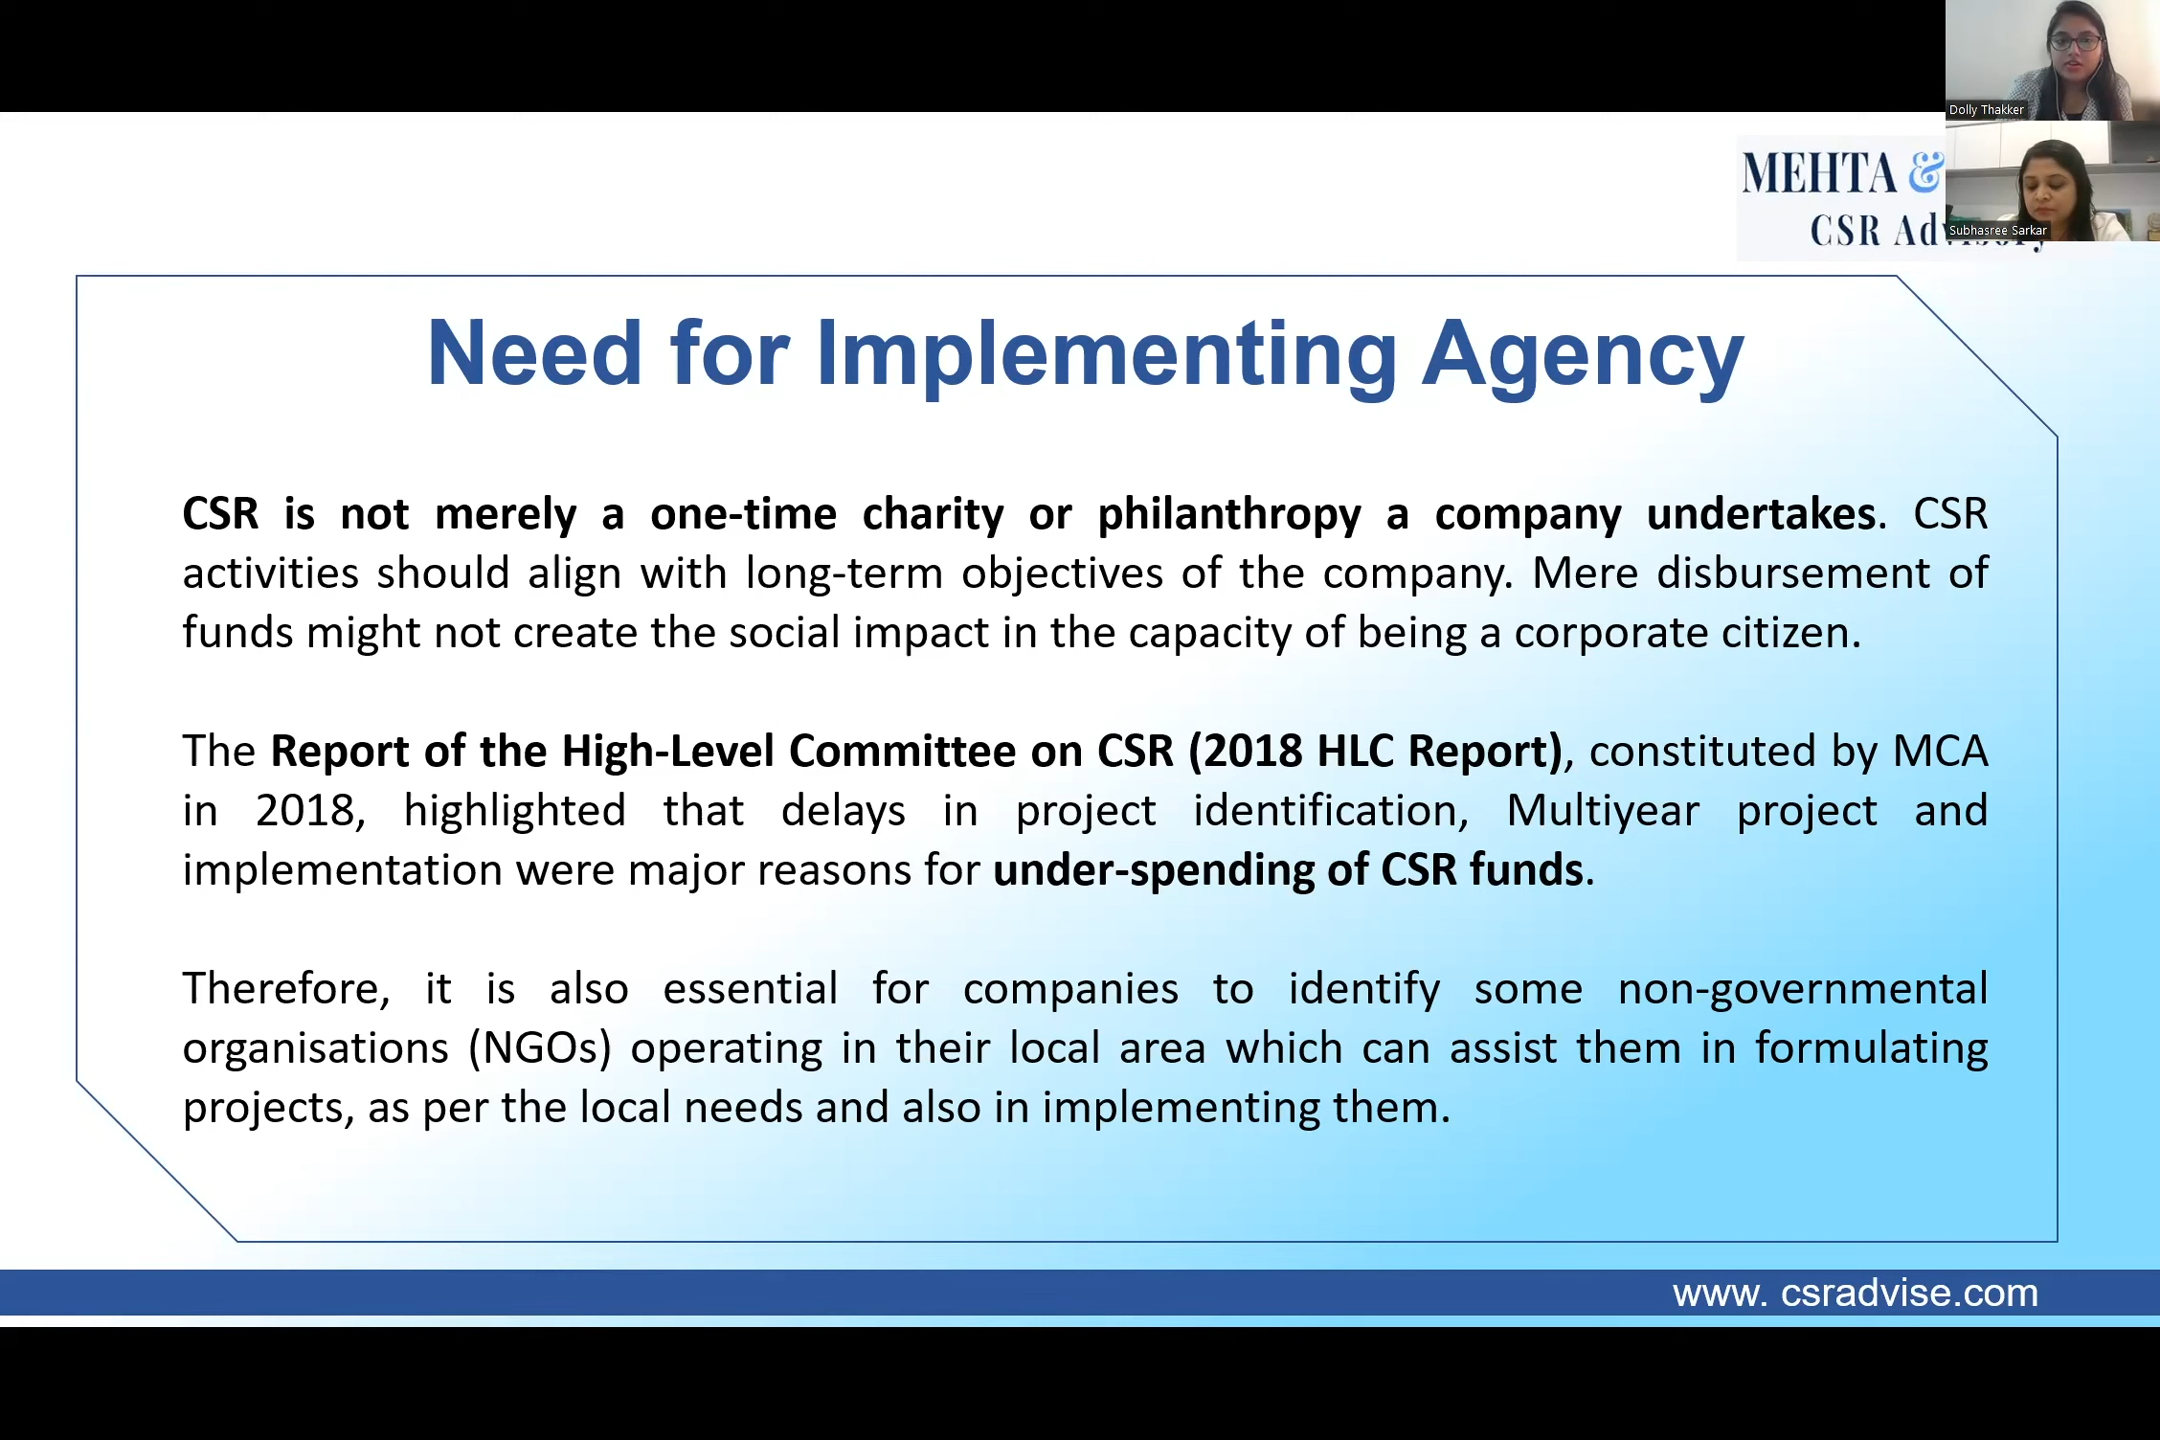 Dolly Thakker
MEHTA &
CSR Advisory
Subhasree Sarkar
Need for Implementing Agency
CSR is not merely a one-time charity or philanthropy a company undertakes. CSR
activities should align with long-term objectives of the company. Mere disbursement of
funds might not create the social impact in the capacity of being a corporate citizen.
The Report of the High-Level Committee on CSR (2018 HLC Report), constituted by MCA
in 2018, highlighted that delays in project identification, Multiyear project and
implementation were major reasons for under-spending of CSR funds.
Therefore, it is also essential for companies to identify some non-governmental
organisations (NGOs) operating in their local area which can assist them in formulating
projects, as per the local needs and also in implementing them.
www. csradvise.com